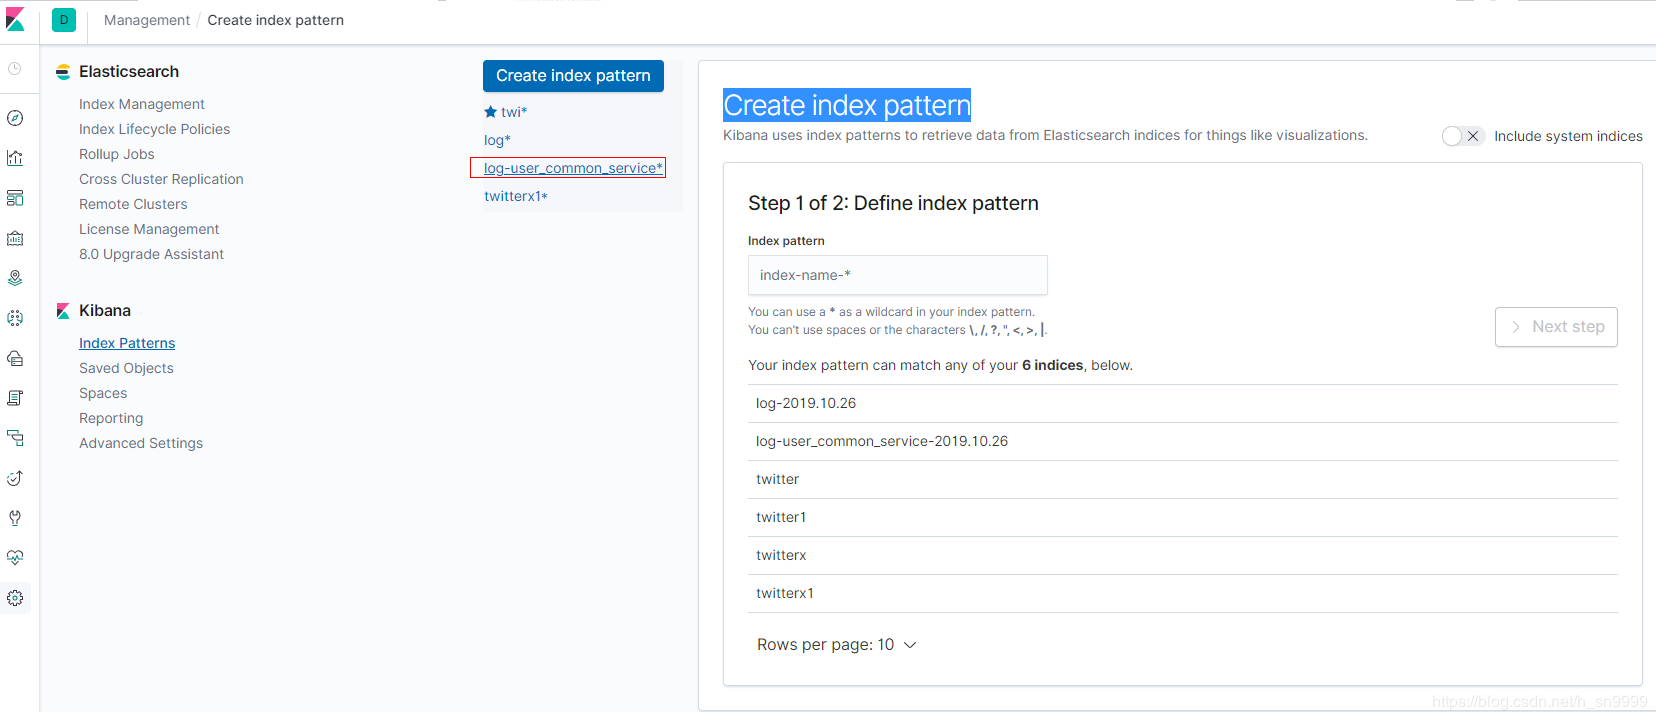 D Management / Create index pattern
Elasticsearch
Index Management
Index Lifecycle Policies
Rollup Jobs
Cross Cluster Replication
Remote Clusters
License Management
8.0 Upgrade Assistant
Kibana
Index Patterns
Saved Objects
Spaces
Reporting
Advanced Settings
Create index pattern
twi*
log*
log-user_common_service*
twitterx1*
Create index pattern
Kibana uses index patterns to retrieve data from Elasticsearch indices for things like visualizations.
Include system indices
Step 1 of 2: Define index pattern
Index pattern
index-name-*
You can use a * as a wildcard in your index pattern.
You can't use spaces or the characters \, /, ?, ", <, >, |.
Next step
Your index pattern can match any of your 6 indices, below.
log-2019.10.26
log-user_common_service-2019.10.26
twitter
twitter1
twitterx
twitterx1
Rows per page: 10
https://blog.csdn.net/h_sn9999